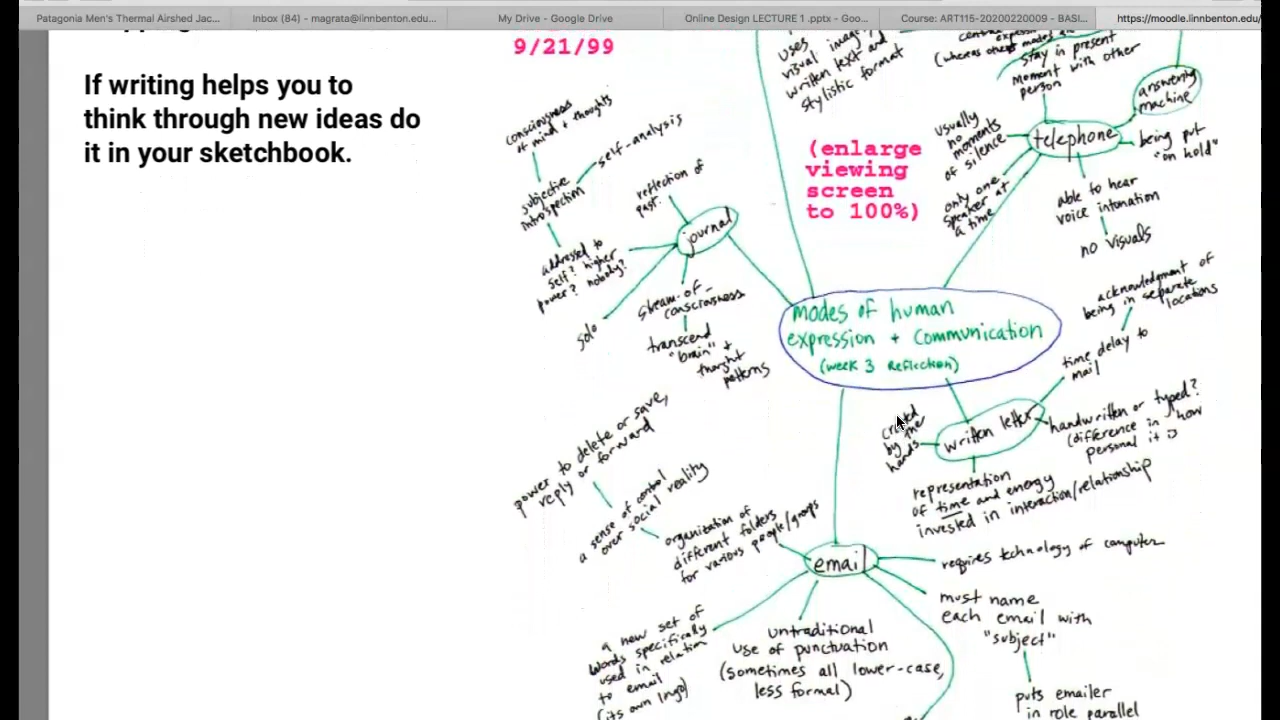 Patagonia Men's Thermal Airshed Jac...
Inbox (84) - magrata@linnbenton.edu...
My Drive - Google Drive
Online Design LECTURE 1 .pptx - Goo...
Course: ART115-20200220009 - BASI...
https://moodle.linnbenton.edu/
9/21/99
If writing helps you to
think through new ideas do
it in your sketchbook.
(enlarge
viewing
screen
to 100%)
uses
visual image,
written text and
stylistic format
(whereas other modes
stay in present
moment with other
person
answering
machine
telephone
usually
no
moments
of silence
being put
"on hold"
only one
speaker at
a time
able to hear
voice intonation
no visuals
consciousness
of mind + thoughts
self-analysis
subjective
introspection
reflection of
past
journal
addressed to
self? higher
power? nobody?
solo
stream-of-
consciousness
transcend
"brain" +
thought
patterns
modes of human
expression + communication
(week 3 reflection)
acknowledgment of
being in separate
locations
time delay to
mail
written letter
created
by the
hands
handwritten or typed?
(difference in how
personal it is
representation
of time and energy
invested in interaction/relationship
power to delete or save,
reply or forward
a sense of control
over social reality
organization of
different folders
for various people/groups
email
requires technology of computer
must name
each email with
"subject"
puts emailer
in role parallel
untraditional
use of punctuation
(sometimes all lower-case,
less formal)
a new set of
words specifically
used in relation
to email
(its own lingo)